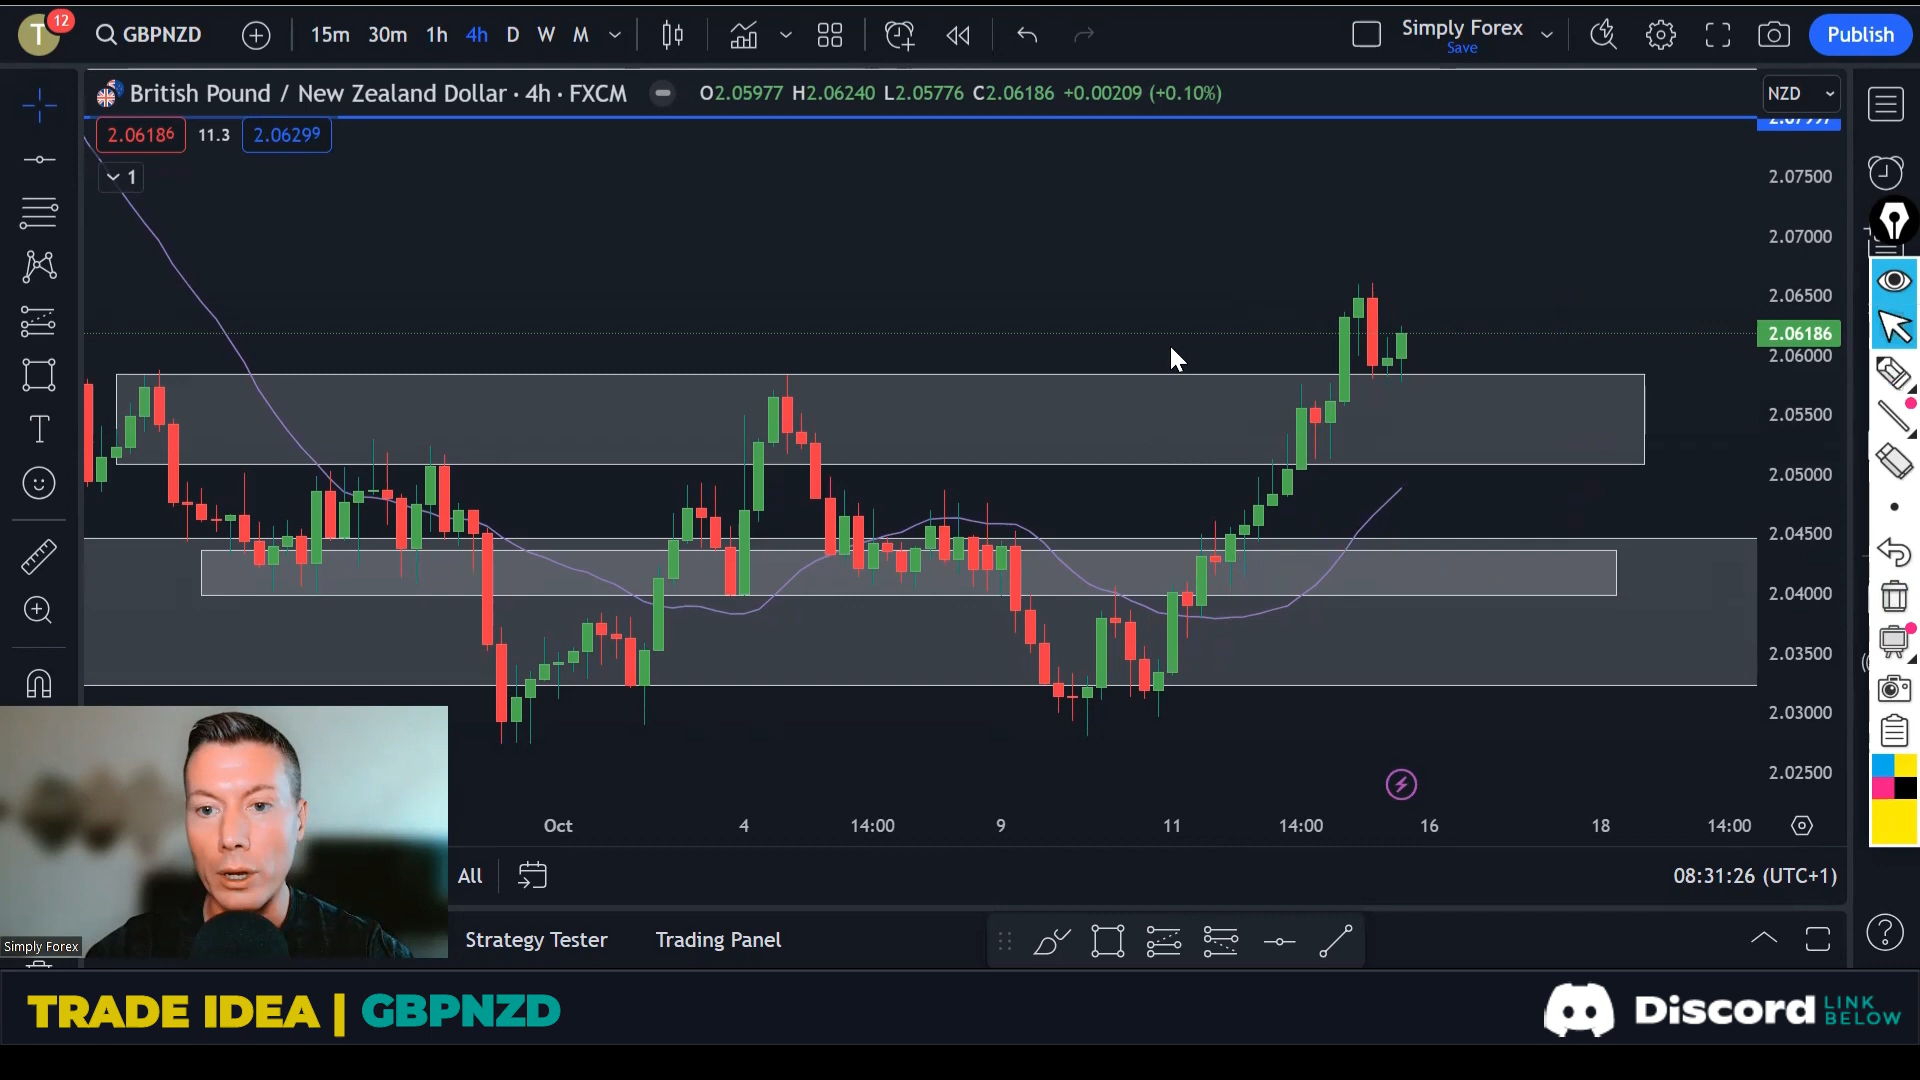 T
12
GBPNZD
15m 30m 1h 4h D W M
Simply Forex
Save
Publish
British Pound / New Zealand Dollar · 4h · FXCM
O2.05977 H2.06240 L2.05776 C2.06186 +0.00209 (+0.10%)
NZD
2.06186 11.3 2.06299
1
2.07500
2.07000
2.06500
2.06186
2.06000
2.05500
2.05000
2.04500
2.04000
2.03500
2.03000
2.02500
Oct 4 14:00 9 11 14:00 16 18 14:00
All
08:31:26 (UTC+1)
Strategy Tester Trading Panel
Simply Forex
TRADE IDEA | GBPNZD
Discord LINK BELOW